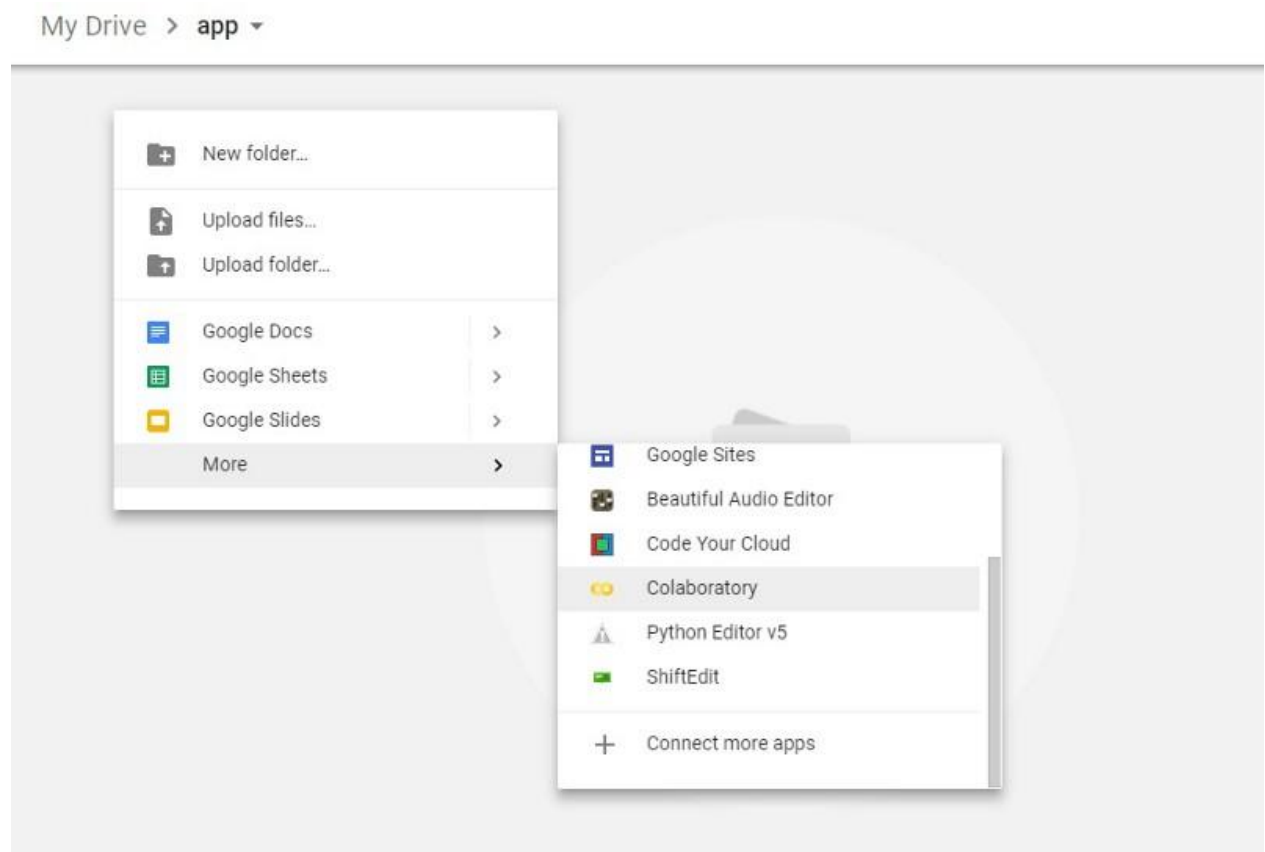 My Drive > app
New folder...
Upload files...
Upload folder...
Google Docs
Google Sheets
Google Slides
More
Google Sites
Beautiful Audio Editor
Code Your Cloud
Colaboratory
Python Editor v5
ShiftEdit
Connect more apps